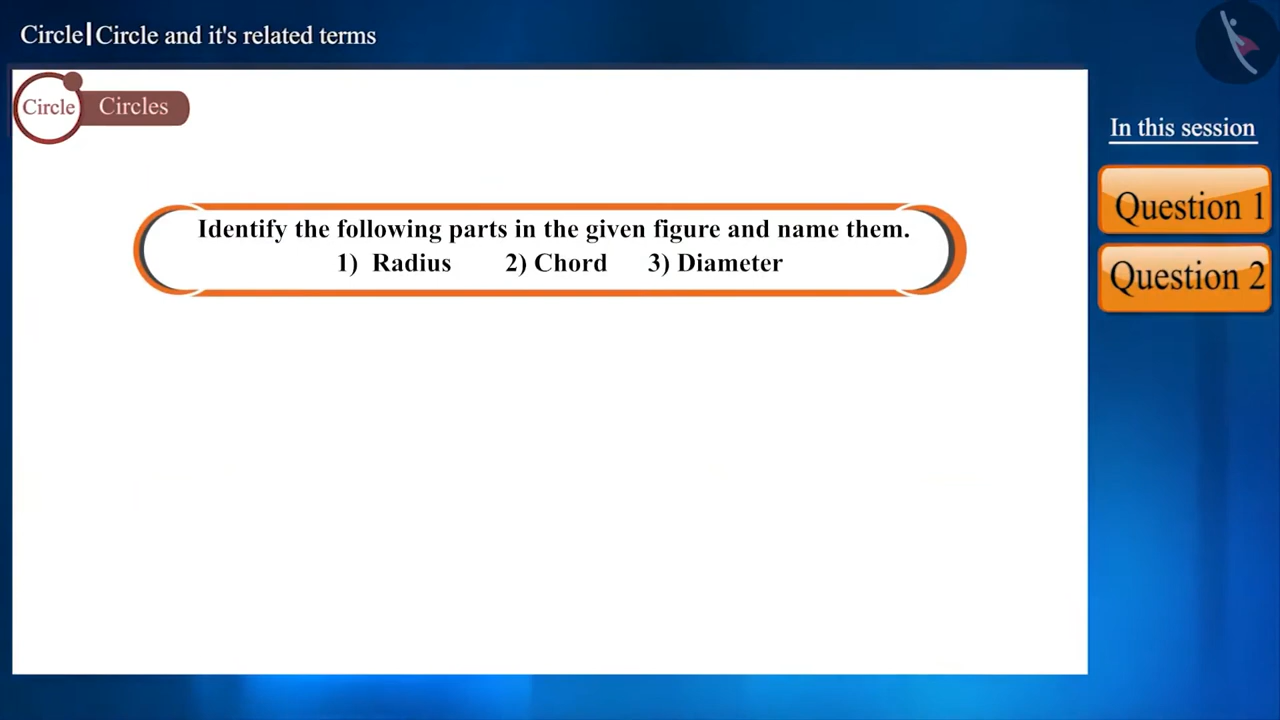 Circle|Circle and it's related terms
Circle Circles
In this session
Question 1
Question 2
Identify the following parts in the given figure and name them.
1) Radius 2) Chord 3) Diameter